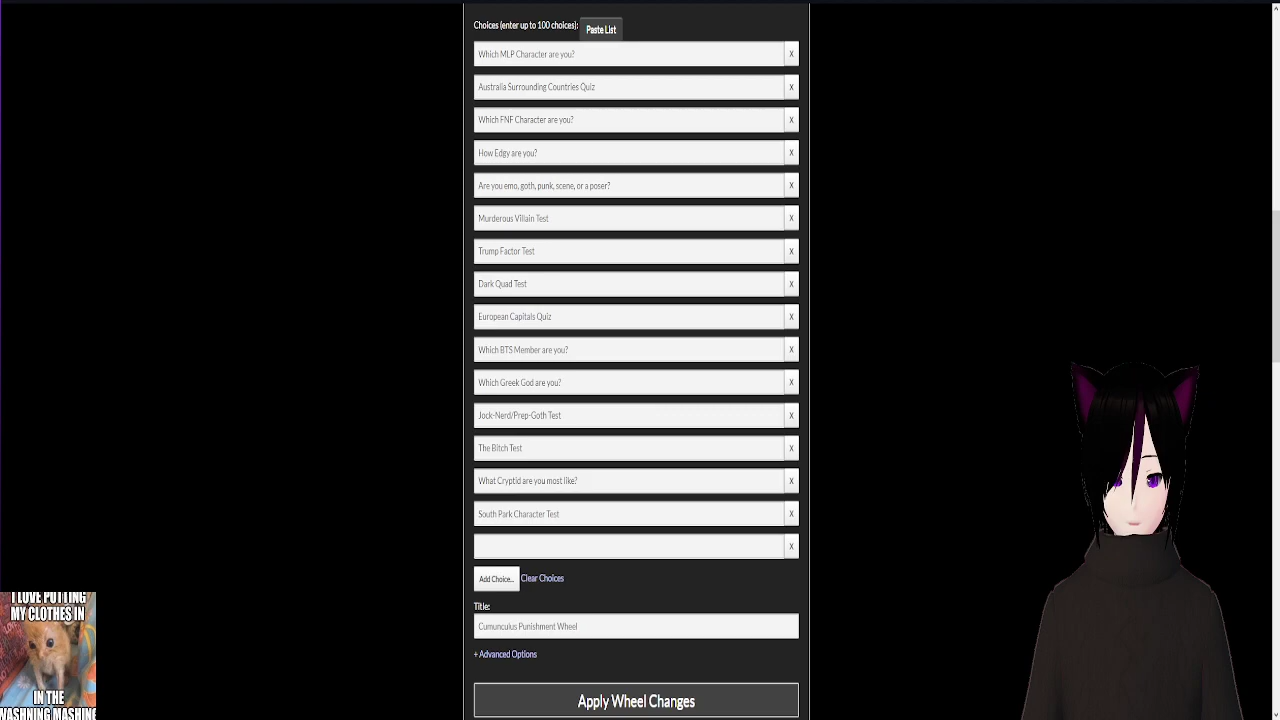 Choices (enter up to 100 choices): Paste List
Which MLP Character are you? X
Australia Surrounding Countries Quiz X
Which FNF Character are you? X
How Edgy are you? X
Are you emo, goth, punk, scene, or a poser? X
Murderous Villain Test X
Trump Factor Test X
Dark Quad Test X
European Capitals Quiz X
Which BTS Member are you? X
Which Greek God are you? X
Jock-Nerd/Prep-Goth Test X
The Bitch Test X
What Cryptid are you most like? X
South Park Character Test X
X
Add Choice... Clear Choices
Title:
Cumunculus Punishment Wheel
+ Advanced Options
Apply Wheel Changes
I LOVE PUTTING
MY CLOTHES IN
IN THE
WASHNING MASHINE